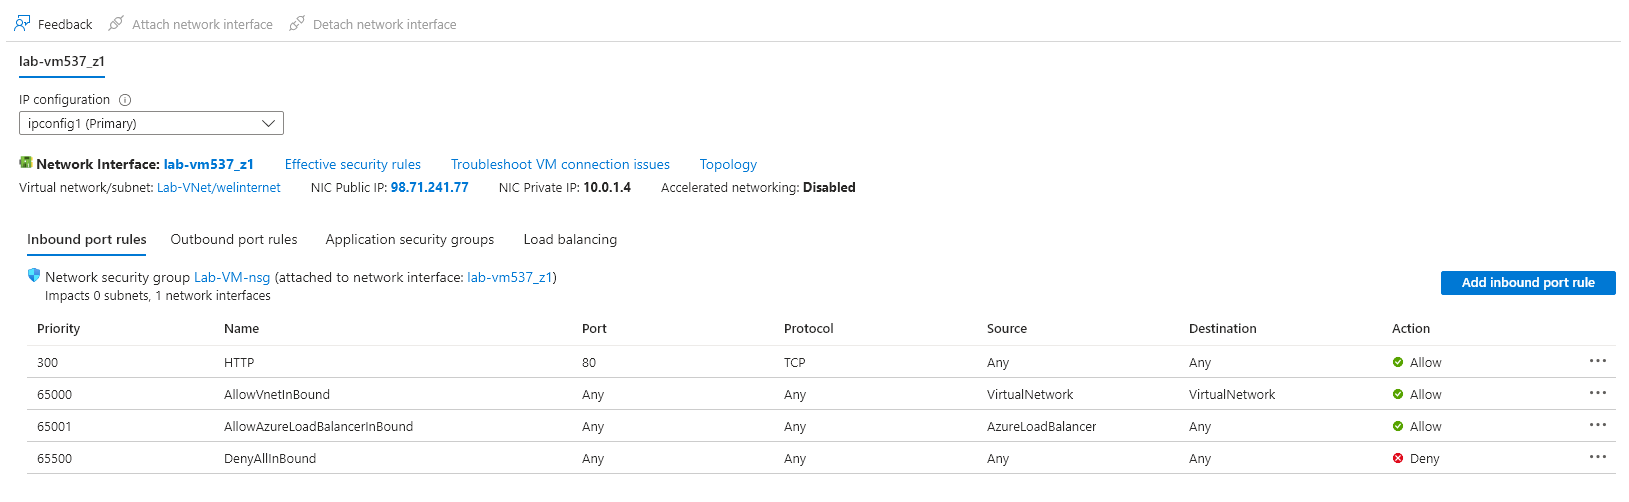 Feedback Attach network interface Detach network interface
lab-vm537_z1
IP configuration
ipconfig1 (Primary)
Network Interface: lab-vm537_z1 Effective security rules Troubleshoot VM connection issues Topology
Virtual network/subnet: Lab-VNet/welinternet NIC Public IP: 98.71.241.77 NIC Private IP: 10.0.1.4 Accelerated networking: Disabled
Inbound port rules Outbound port rules Application security groups Load balancing
Network security group Lab-VM-nsg (attached to network interface: lab-vm537_z1)
Impacts 0 subnets, 1 network interfaces
Add inbound port rule
Priority Name Port Protocol Source Destination Action
300 HTTP 80 TCP Any Any Allow
65000 AllowVnetInBound Any Any VirtualNetwork VirtualNetwork Allow
65001 AllowAzureLoadBalancerInBound Any Any AzureLoadBalancer Any Allow
65500 DenyAllInBound Any Any Any Any Deny